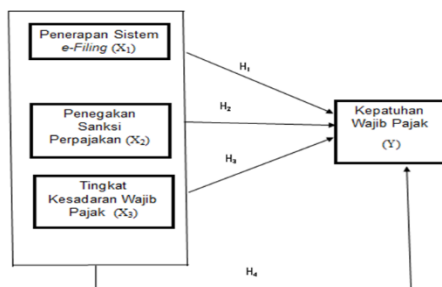 Penerapan Sistem
e-Filing (X₁)
H₁
Penegakan
Sanksi
Perpajakan (X₂)
H₂
Kepatuhan
Wajib Pajak
(Y)
Tingkat
Kesadaran Wajib
Pajak (X₃)
H₃
H₄